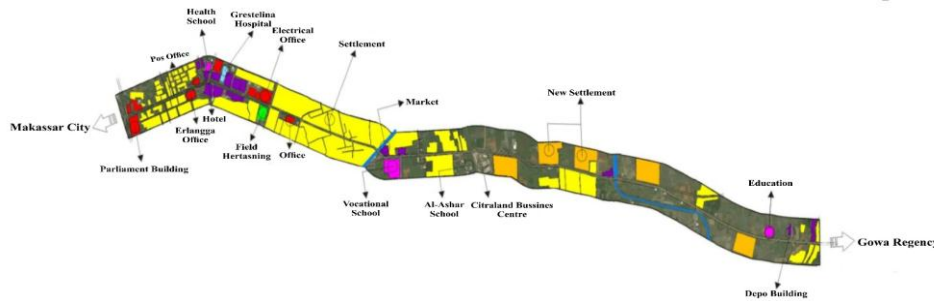 Health
School
Grestelina
Hospital
Electrical
Office
Settlement
Pos Office
Market
New Settlement
Makassar City
Hotel
Erlangga
Office
Field
Hertasning
Office
Parliament Building
Vocational
School
Al-Ashar
School
Citraland Bussines
Centre
Education
Gowa Regency
Depo Building